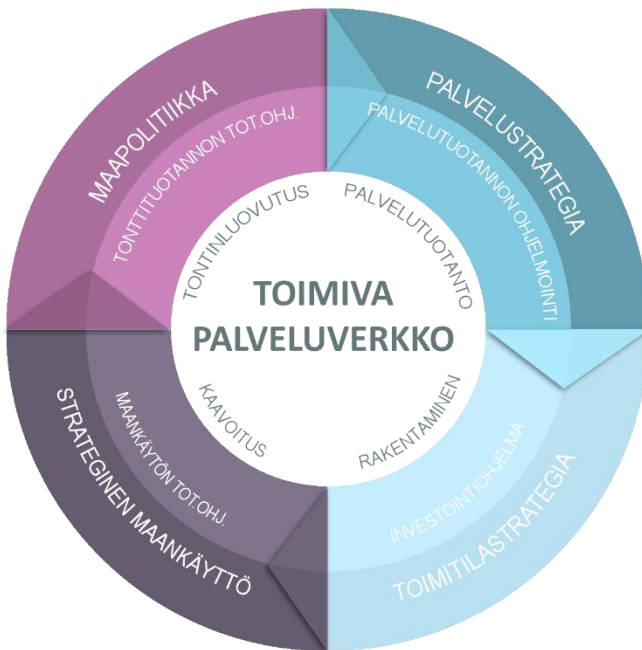 MAAPOLITIIKKA
TONTTITUOTANNON TOT.OHJ.
TONTINLUOVUTUS
PALVELUSTRATEGIA
PALVELUTUOTANNON OHJELMOINTI
PALVELUTUOTANTO
TOIMIVA
PALVELUVERKKO
KAAVOITUS
MAANKÄYTÖN TOT.OHJ.
STRATEGINEN MAANKÄYTTÖ
RAKENTAMINEN
INVESTOINTIOHJELMA
TOIMITILASTRATEGIA